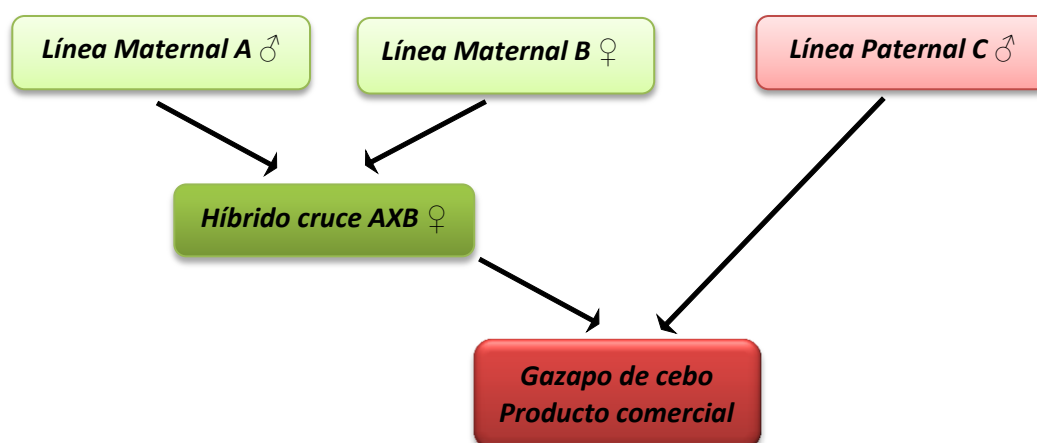 Línea Maternal A ♂
Línea Maternal B ♀
Línea Paternal C ♂
Híbrido cruce AXB ♀
Gazapo de cebo
Producto comercial